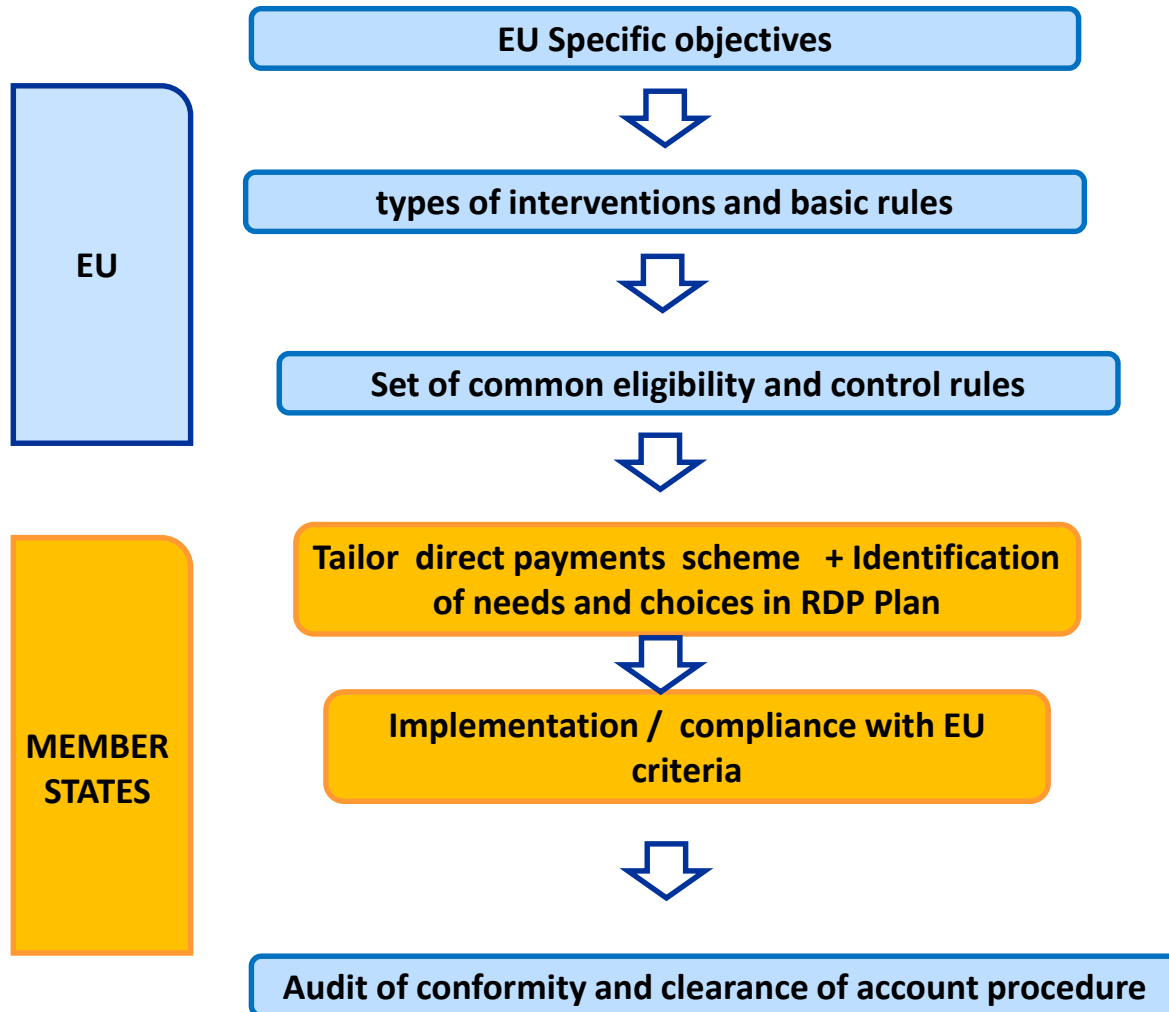 EU Specific objectives
types of interventions and basic rules
EU
Set of common eligibility and control rules
Tailor direct payments scheme + Identification
of needs and choices in RDP Plan
Implementation / compliance with EU
criteria
MEMBER
STATES
Audit of conformity and clearance of account procedure